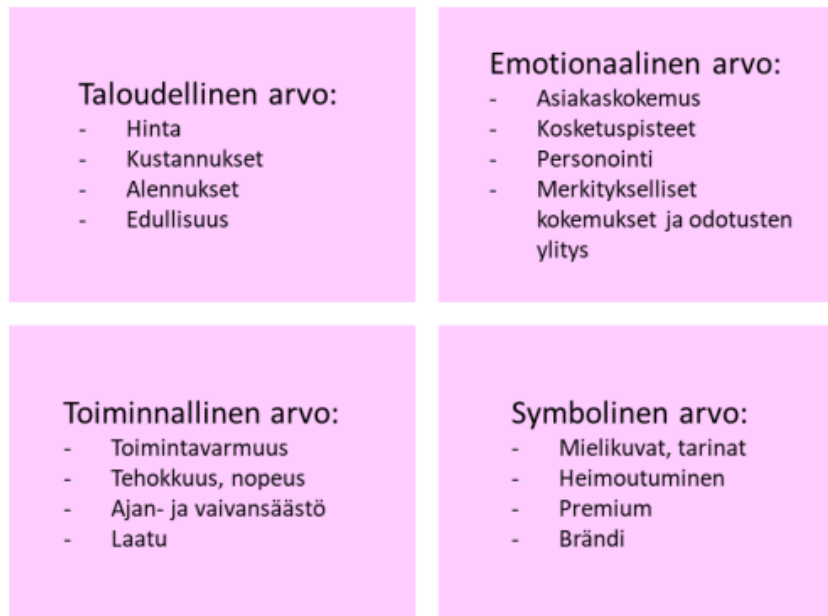 Taloudellinen arvo:
- Hinta
- Kustannukset
- Alennukset
- Edullisuus
Emotionaalinen arvo:
- Asiakaskokemus
- Kosketuspisteet
- Personointi
- Merkitykselliset
kokemukset ja odotusten
ylitys
Toiminnallinen arvo:
- Toimintavarmuus
- Tehokkuus, nopeus
- Ajan- ja vaivansäästö
- Laatu
Symbolinen arvo:
- Mielikuvat, tarinat
- Heimoutuminen
- Premium
- Brändi